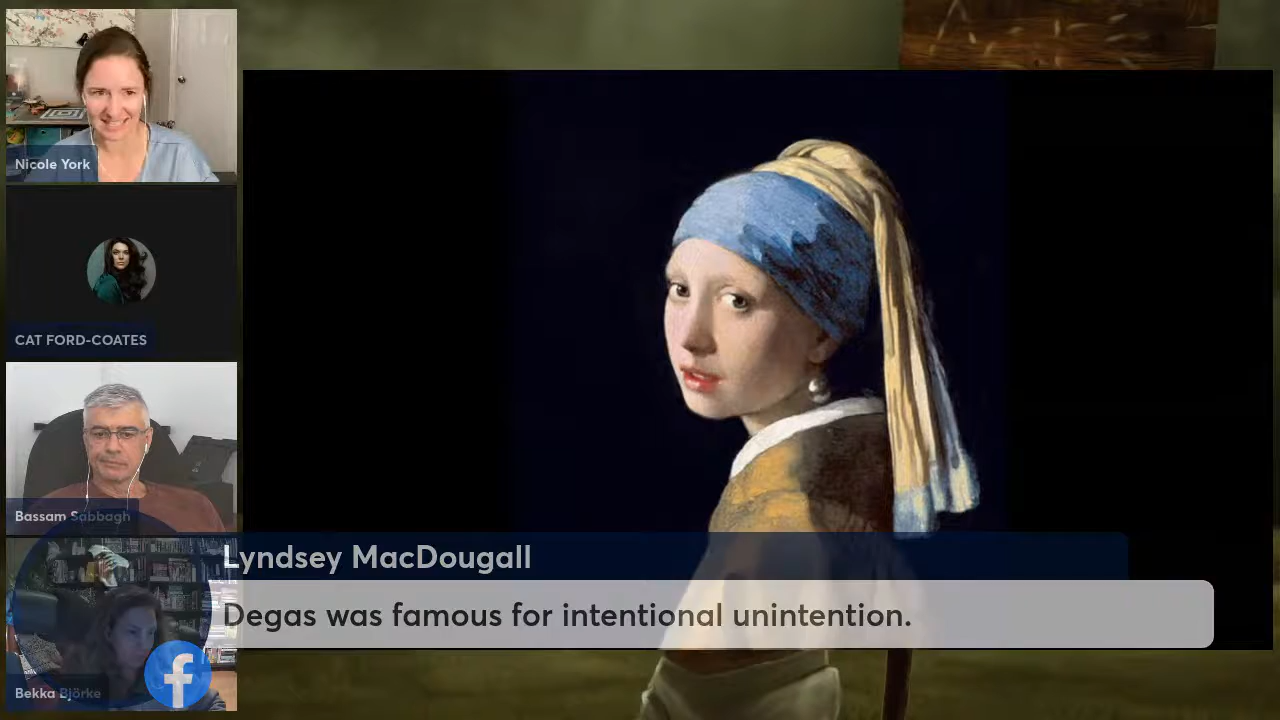 Nicole York
CAT FORD-COATES
Bassam Sabbagh
Lyndsey MacDougall
Degas was famous for intentional unintention.
Bekka Björke